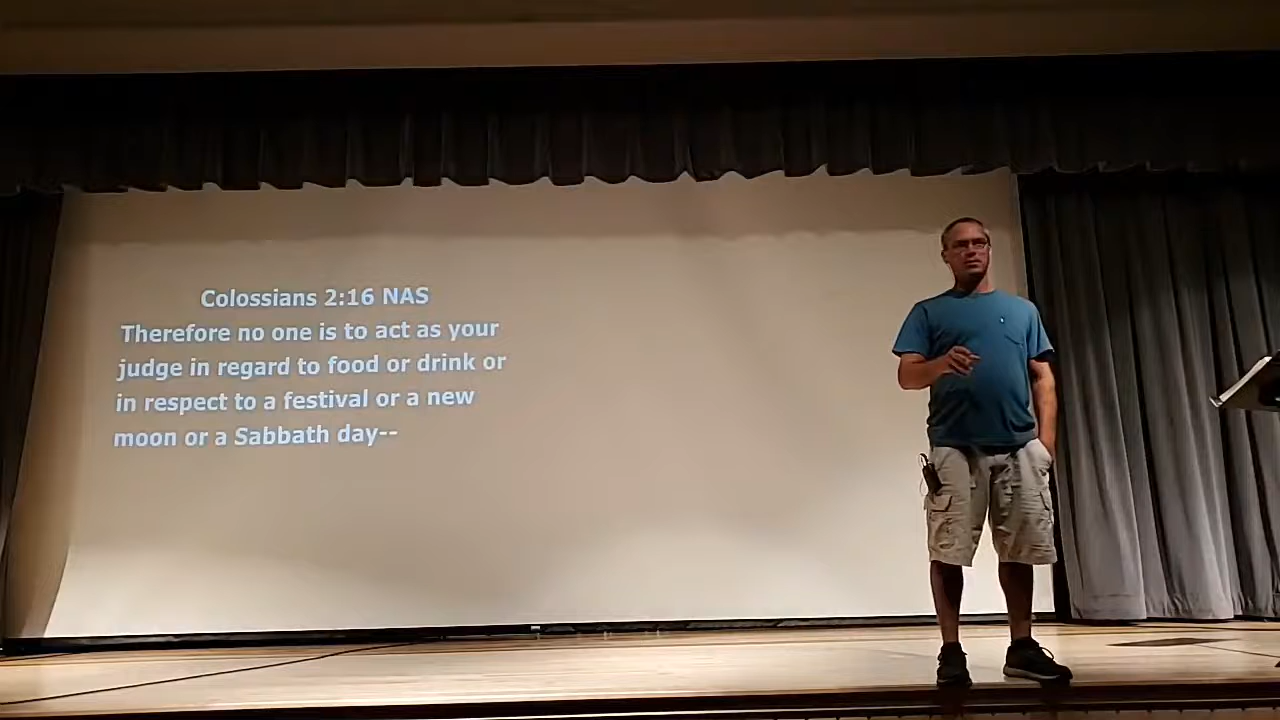 Colossians 2:16 NAS
Therefore no one is to act as your
judge in regard to food or drink or
in respect to a festival or a new
moon or a Sabbath day--